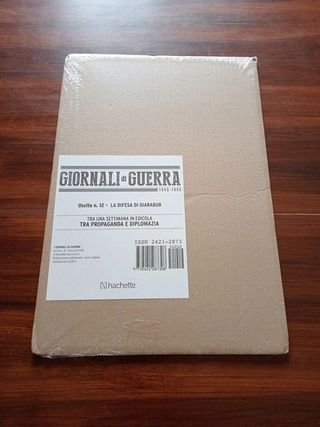 GIORNALI di GUERRA
1940-1945
Uscita n. 12 - LA DIFESA DI GIARABUB
TRA UNA SETTIMANA IN EDICOLA
TRA PROPAGANDA E DIPLOMAZIA
ISSN 2421-2873
I GIORNALI DI GUERRA
hachette